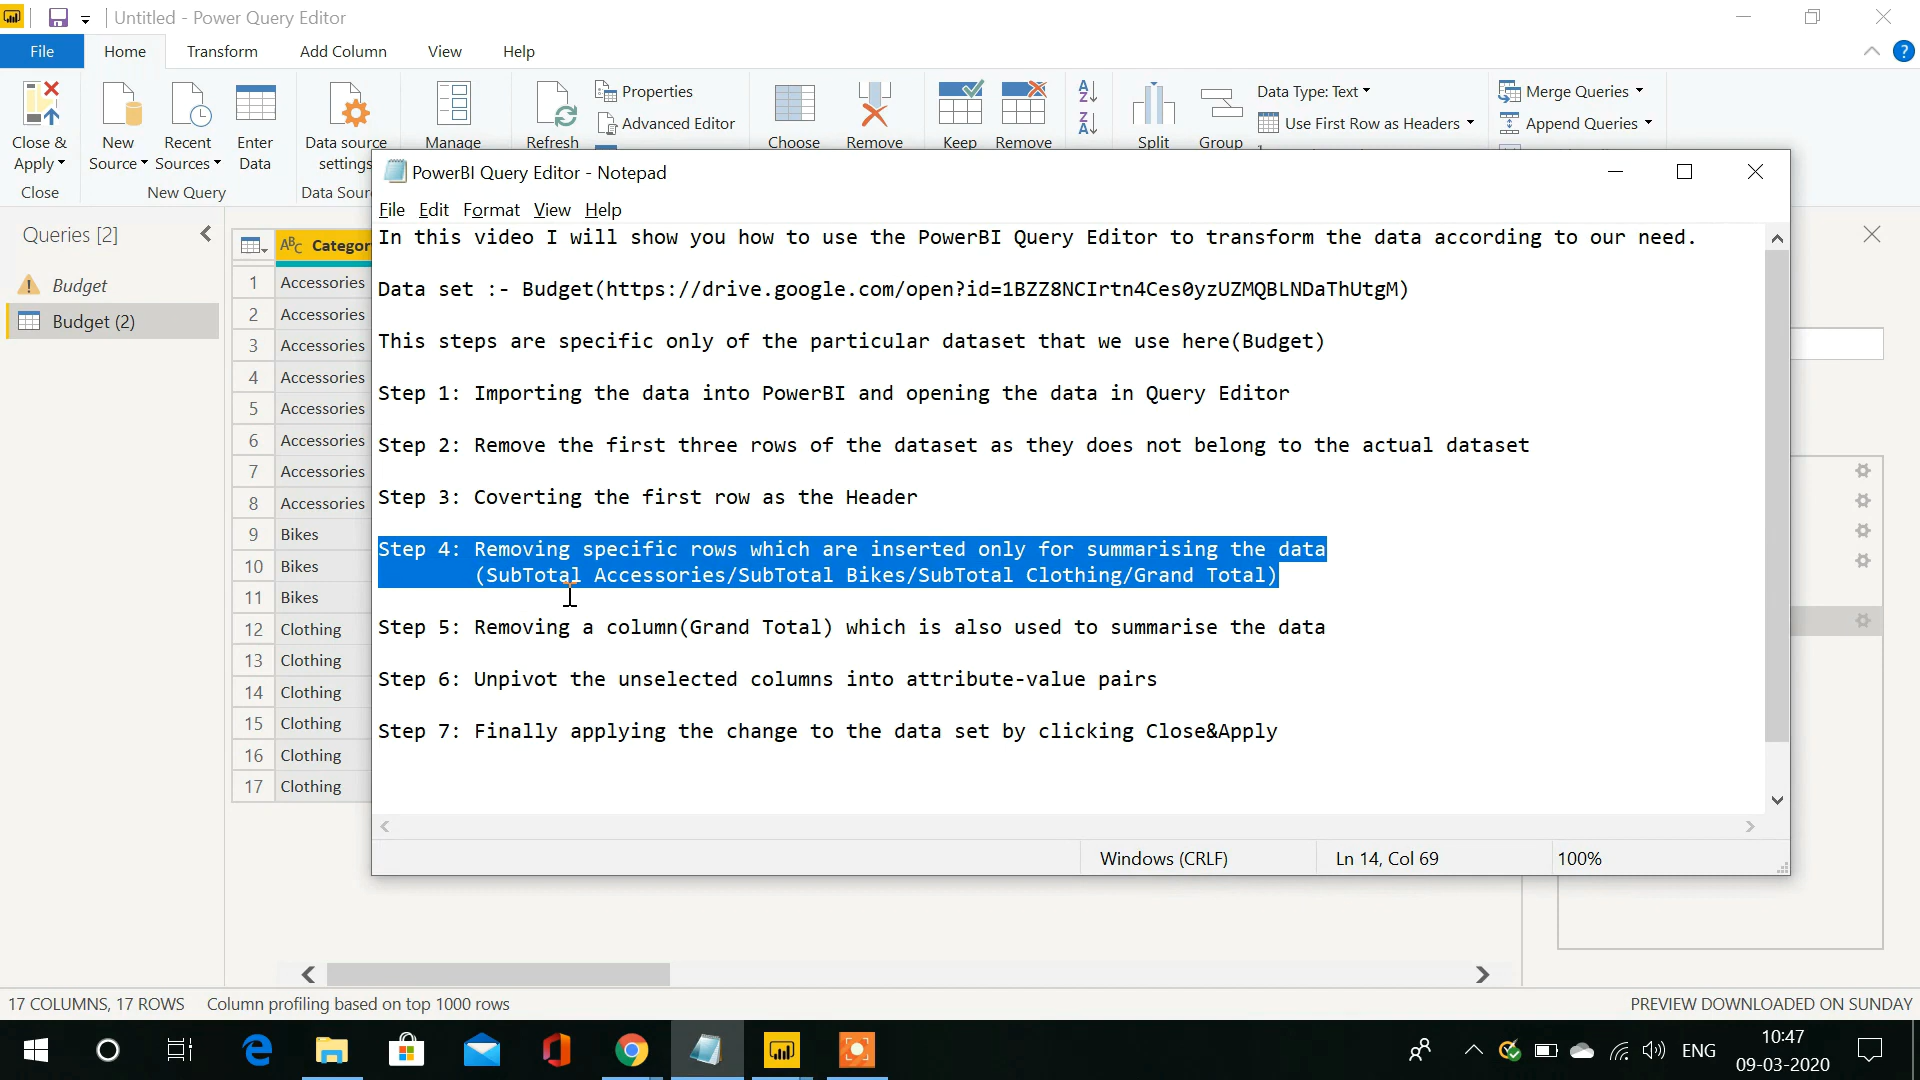 Untitled - Power Query Editor
File Home Transform Add Column View Help
Close & Apply
New Source
Recent Sources
Enter Data
Data source settings
Manage
Refresh
Properties
Advanced Editor
Choose
Remove
Keep
Remove
Split
Group
Data Type: Text
Use First Row as Headers
Merge Queries
Append Queries
Close
New Query
Queries [2]
Budget
Budget (2)
1 Accessories
2 Accessories
3 Accessories
4 Accessories
5 Accessories
6 Accessories
7 Accessories
8 Accessories
9 Bikes
10 Bikes
11 Bikes
12 Clothing
13 Clothing
14 Clothing
15 Clothing
16 Clothing
17 Clothing
PowerBI Query Editor - Notepad
File Edit Format View Help
In this video I will show you how to use the PowerBI Query Editor to transform the data according to our need.
Data set :- Budget(https://drive.google.com/open?id=1BZZ8NCIrtn4Ces0yzUZMQBLNDaThUtgM)
This steps are specific only of the particular dataset that we use here(Budget)
Step 1: Importing the data into PowerBI and opening the data in Query Editor
Step 2: Remove the first three rows of the dataset as they does not belong to the actual dataset
Step 3: Coverting the first row as the Header
Step 4: Removing specific rows which are inserted only for summarising the data
(SubTotal Accessories/SubTotal Bikes/SubTotal Clothing/Grand Total)
Step 5: Removing a column(Grand Total) which is also used to summarise the data
Step 6: Unpivot the unselected columns into attribute-value pairs
Step 7: Finally applying the change to the data set by clicking Close&Apply
Windows (CRLF) Ln 14, Col 69 100%
17 COLUMNS, 17 ROWS Column profiling based on top 1000 rows
PREVIEW DOWNLOADED ON SUNDAY
ENG
10:47
09-03-2020